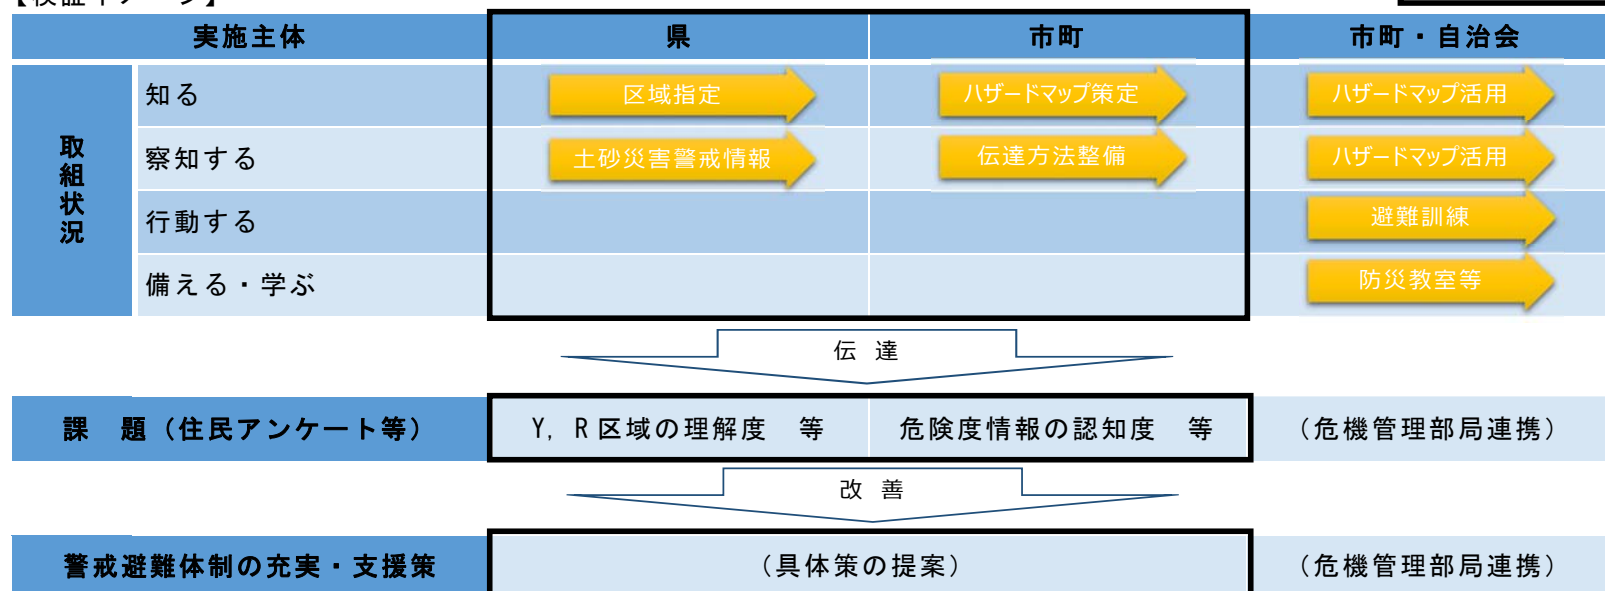 【検証イメージ】
実施主体 県 市町 市町・自治会
取組状況
知る 区域指定 ハザードマップ策定 ハザードマップ活用
察知する 土砂災害警戒情報 伝達方法整備 ハザードマップ活用
行動する 避難訓練
備える・学ぶ 防災教室等
伝 達
課 題（住民アンケート等） Y, R区域の理解度 等 危険度情報の認知度 等 （危機管理部局連携）
改 善
警戒避難体制の充実・支援策 （具体策の提案） （危機管理部局連携）